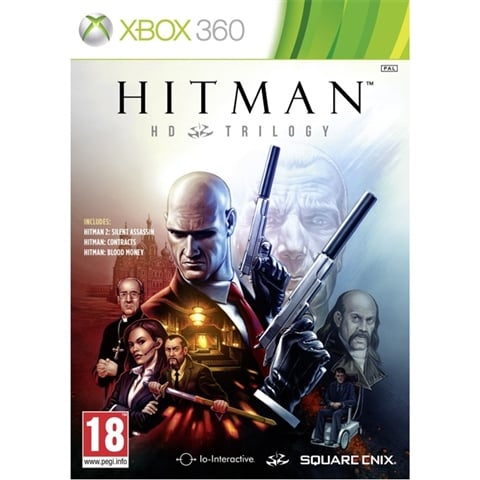 XBOX 360
PAL
HITMAN™
HD TRILOGY
INCLUDES:
HITMAN 2: SILENT ASSASSIN
HITMAN: CONTRACTS
HITMAN: BLOOD MONEY
18
www.pegi.info
Io-Interactive
SQUARE ENIX.